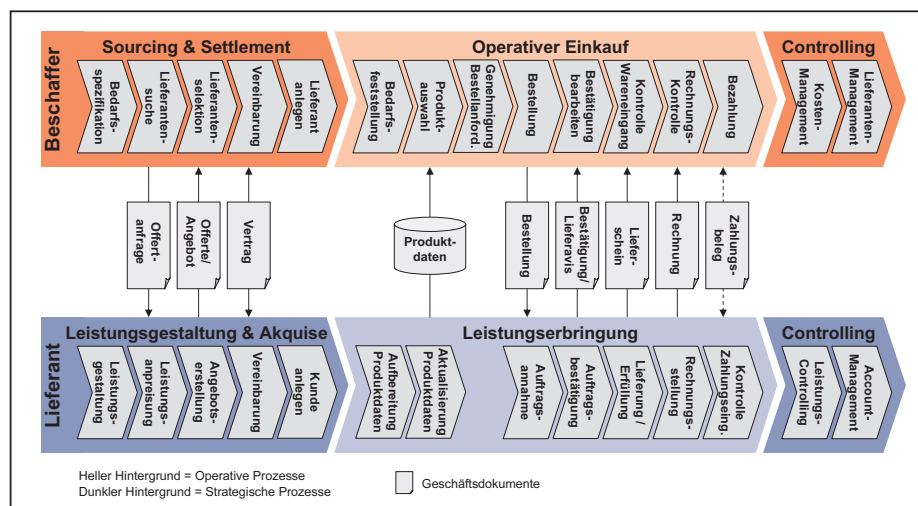 Beschaffer
Sourcing & Settlement
Operativer Einkauf
Controlling
Bedarfs-
spezifikation
Lieferanten-
suche
Lieferanten-
selektion
Vereinbarung
Lieferant
anlegen
Bedarfs-
feststellung
Produkt-
auswahl
Genehmigung
Bestellanford.
Bestellung
Bestätigung
bearbeiten
Kontrolle
Wareneingang
Rechnungs-
Kontrolle
Bezahlung
Kosten-
Management
Lieferanten-
Management
Offert-
anfrage
Offerte/
Angebot
Vertrag
Produkt-
daten
Bestellung
Bestätigung/
Lieferavis
Liefer-
schein
Rechnung
Zahlungs-
beleg
Lieferant
Leistungsgestaltung & Akquise
Leistungserbringung
Controlling
Leistungs-
gestaltung
Leistungs-
anpreisung
Angebots-
erstellung
Vereinbarung
Kunde
anlegen
Aufbereitung
Produktdaten
Aktualisierung
Produktdaten
Auftrags-
annahme
Auftrags-
bestätigung
Lieferung /
Erfüllung
Rechnungs-
stellung
Kontrolle
Zahlungseing.
Leistungs-
Controlling
Account-
Management
Heller Hintergrund = Operative Prozesse
Dunkler Hintergrund = Strategische Prozesse
Geschäftsdokumente